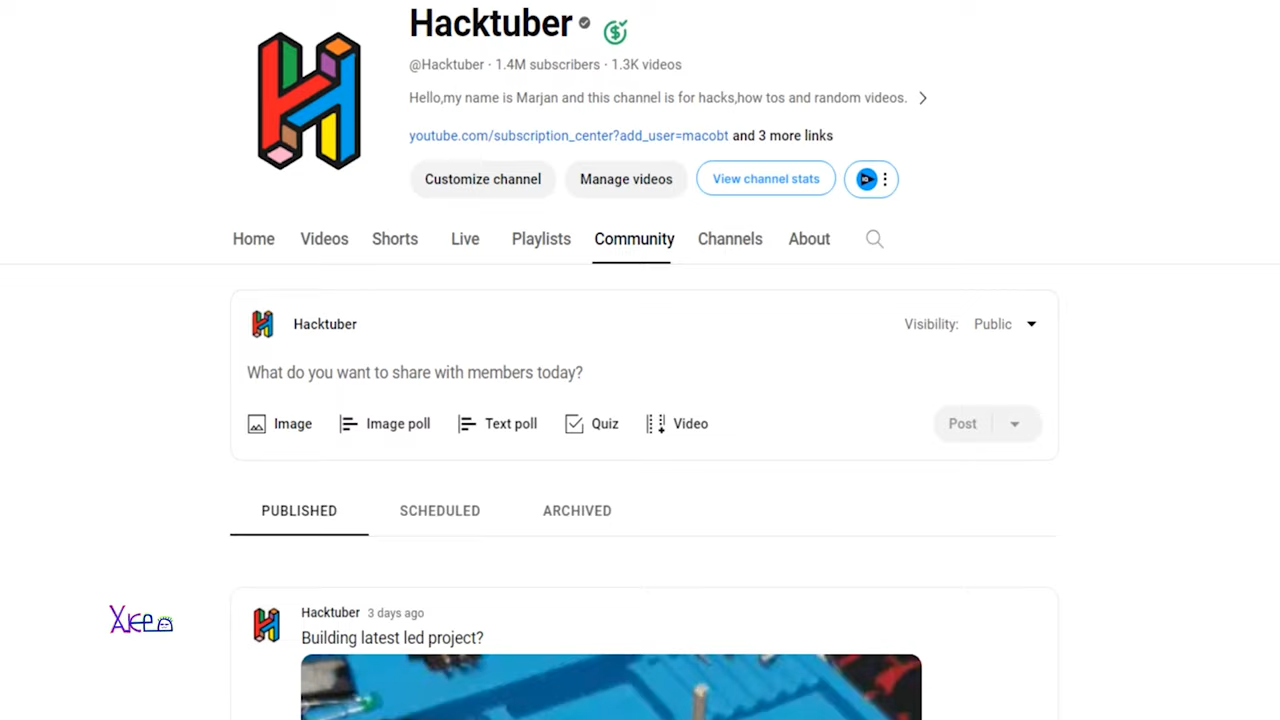 Hacktuber
@Hacktuber · 1.4M subscribers · 1.3K videos
Hello,my name is Marjan and this channel is for hacks,how tos and random videos.
youtube.com/subscription_center?add_user=macobt and 3 more links
Customize channel Manage videos View channel stats
Home Videos Shorts Live Playlists Community Channels About
Hacktuber Visibility: Public
What do you want to share with members today?
Image Image poll Text poll Quiz Video Post
PUBLISHED SCHEDULED ARCHIVED
Hacktuber 3 days ago
Building latest led project?